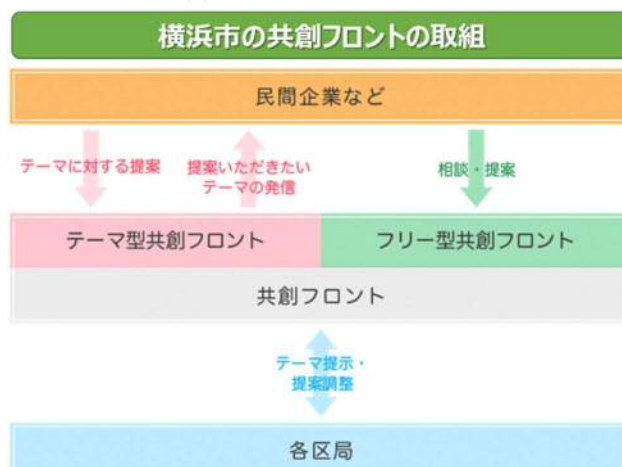 横浜市の共創フロントの取組
民間企業など
テーマに対する提案
提案いただきたい
テーマの発信
相談・提案
テーマ型共創フロント
フリー型共創フロント
共創フロント
テーマ提示・
提案調整
各区局